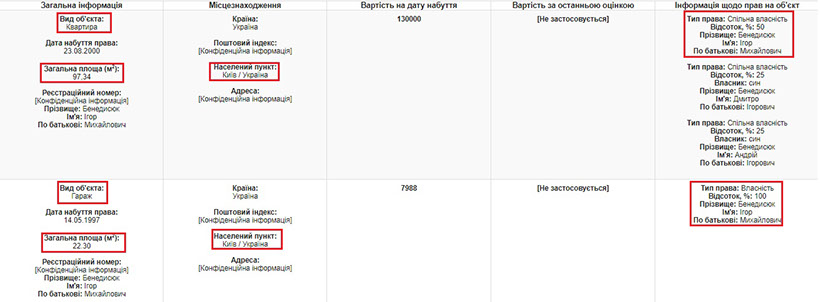 Загальна інформація
Місцезнаходження
Вартість на дату набуття
Вартість за останньою оцінкою
Інформація щодо прав на об'єкт
Вид об'єкта:
Квартира
Дата набуття права:
23.08.2000
Загальна площа (м²):
97.34
Реєстраційний номер:
[Конфіденційна інформація]
Прізвище: Бенедисюк
Ім'я: Ігор
По батькові: Михайлович
Країна:
Україна
Поштовий індекс:
[Конфіденційна інформація]
Населений пункт:
Київ / Україна
Адреса:
[Конфіденційна інформація]
130000
[Не застосовується]
Тип права: Спільна власність
Відсоток, %: 50
Прізвище: Бенедисюк
Ім'я: Ігор
По батькові: Михайлович
Тип права: Спільна власність
Відсоток, %: 25
Власник: син
Прізвище: Бенедисюк
Ім'я: Дмитро
По батькові: Ігорович
Тип права: Спільна власність
Відсоток, %: 25
Власник: син
Прізвище: Бенедисюк
Ім'я: Андрій
По батькові: Ігорович
Вид об'єкта:
Гараж
Дата набуття права:
14.05.1997
Загальна площа (м²):
22.30
Реєстраційний номер:
[Конфіденційна інформація]
Прізвище: Бенедисюк
Ім'я: Ігор
По батькові: Михайлович
Країна:
Україна
Поштовий індекс:
[Конфіденційна інформація]
Населений пункт:
Київ / Україна
Адреса:
[Конфіденційна інформація]
7988
[Не застосовується]
Тип права: Власність
Відсоток, %: 100
Прізвище: Бенедисюк
Ім'я: Ігор
По батькові: Михайлович